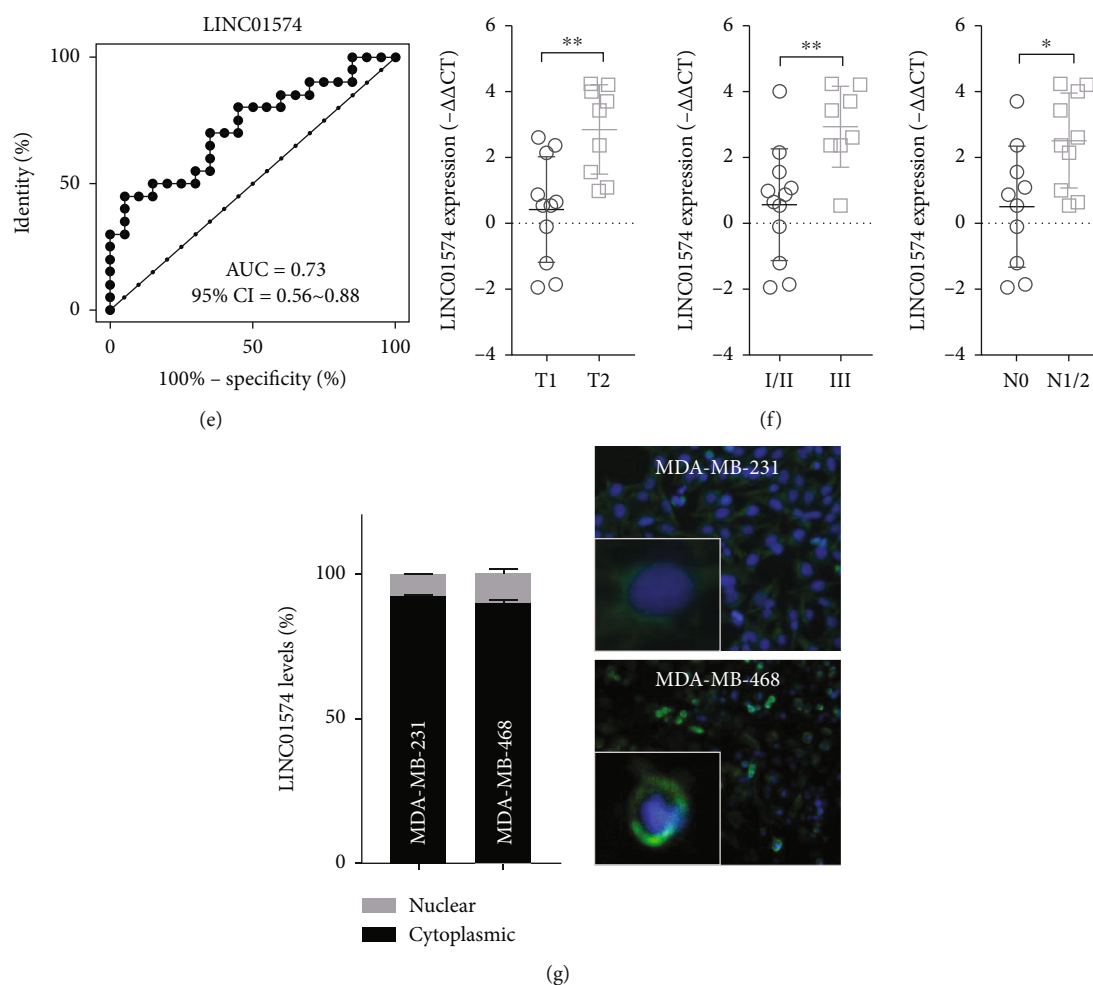 LINC01574
Identity (%)
100
50
0
AUC = 0.73
95% CI = 0.56~0.88
0
50
100
100% – specificity (%)
(e)
LINC01574 expression (−ΔΔCT)
6
4
2
0
−2
−4
**
T1
T2
LINC01574 expression (−ΔΔCT)
6
4
2
0
−2
−4
**
I/II
III
LINC01574 expression (−ΔΔCT)
6
4
2
0
−2
−4
*
N0
N1/2
(f)
LINC01574 levels (%)
100
50
0
MDA-MB-231
MDA-MB-468
Nuclear
Cytoplasmic
MDA-MB-231
MDA-MB-468
(g)